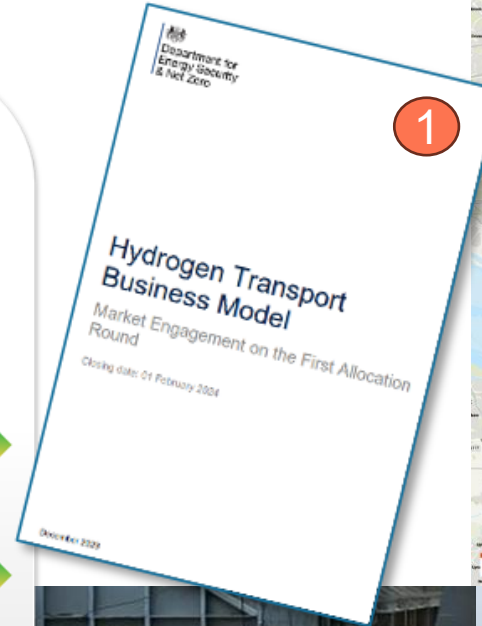 Department for
Energy Security
& Net Zero
1
Hydrogen Transport
Business Model
Market Engagement on the First Allocation
Round
Closing date: 01 February 2024
December 2023